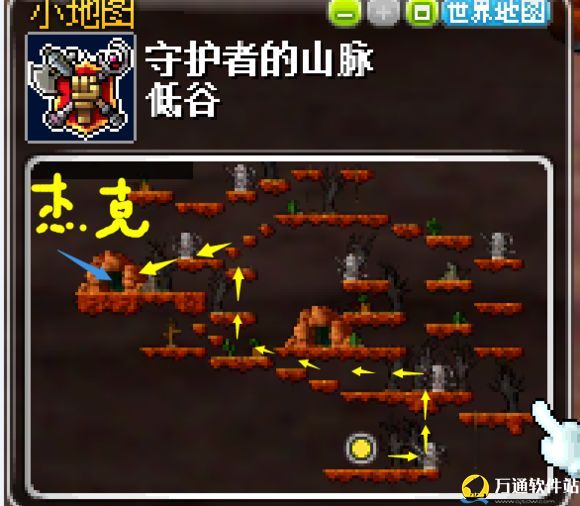 小地图
世界地图
守护者的山脉
低谷
杰克
万通软件站